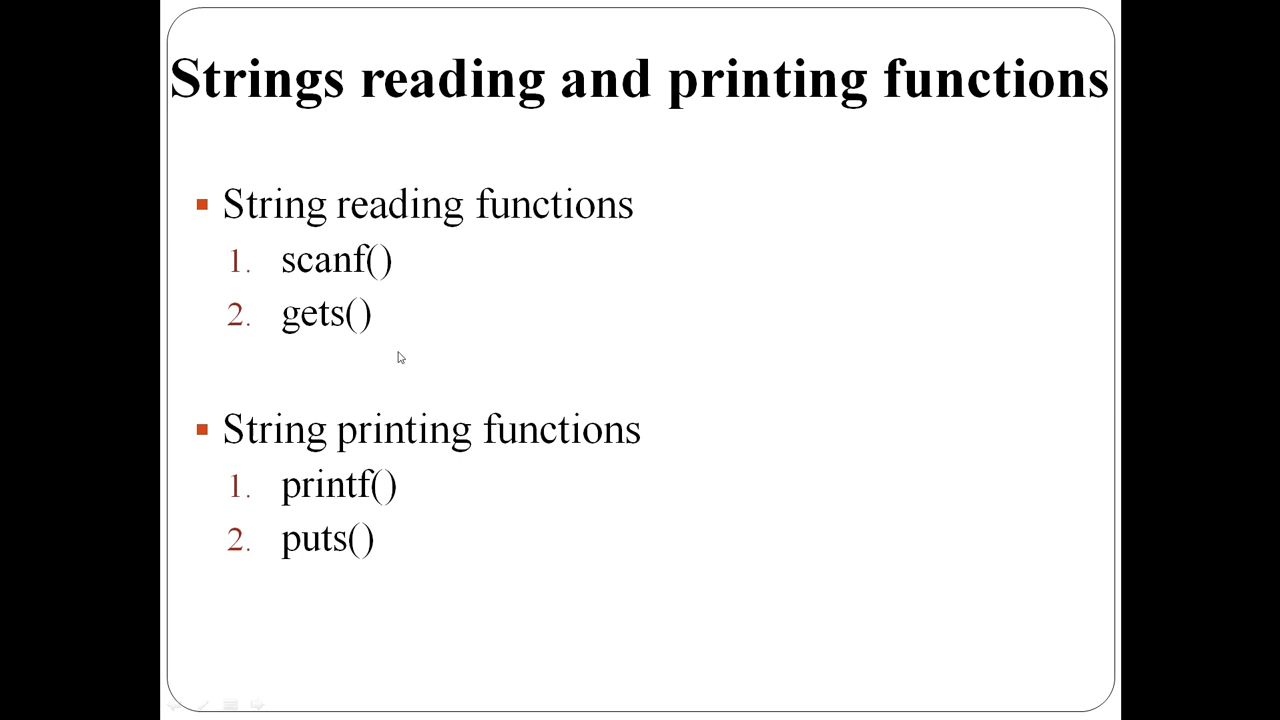 Strings reading and printing functions
▪ String reading functions
1. scanf()
2. gets()
▪ String printing functions
1. printf()
2. puts()